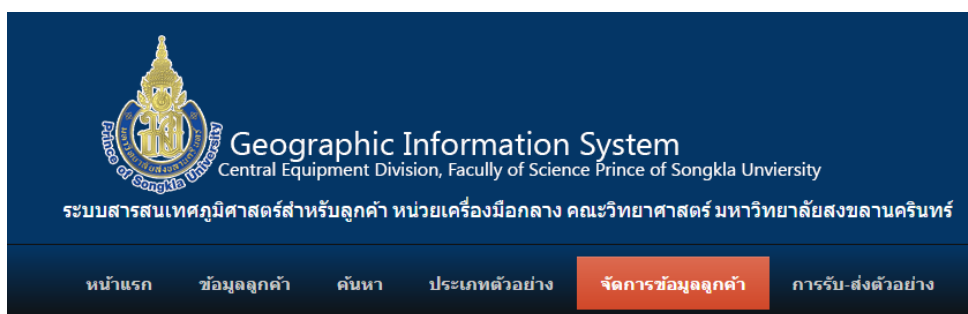 Prince of Songkla University
Geographic Information System
Central Equipment Division, Faculty of Science Prince of Songkla Unviersity
ระบบสารสนเทศภูมิศาสตร์สำหรับลูกค้า หน่วยเครื่องมือกลาง คณะวิทยาศาสตร์ มหาวิทยาลัยสงขลานครินทร์
หน้าแรก ข้อมูลลูกค้า ค้นหา ประเภทตัวอย่าง จัดการข้อมูลลูกค้า การรับ-ส่งตัวอย่าง